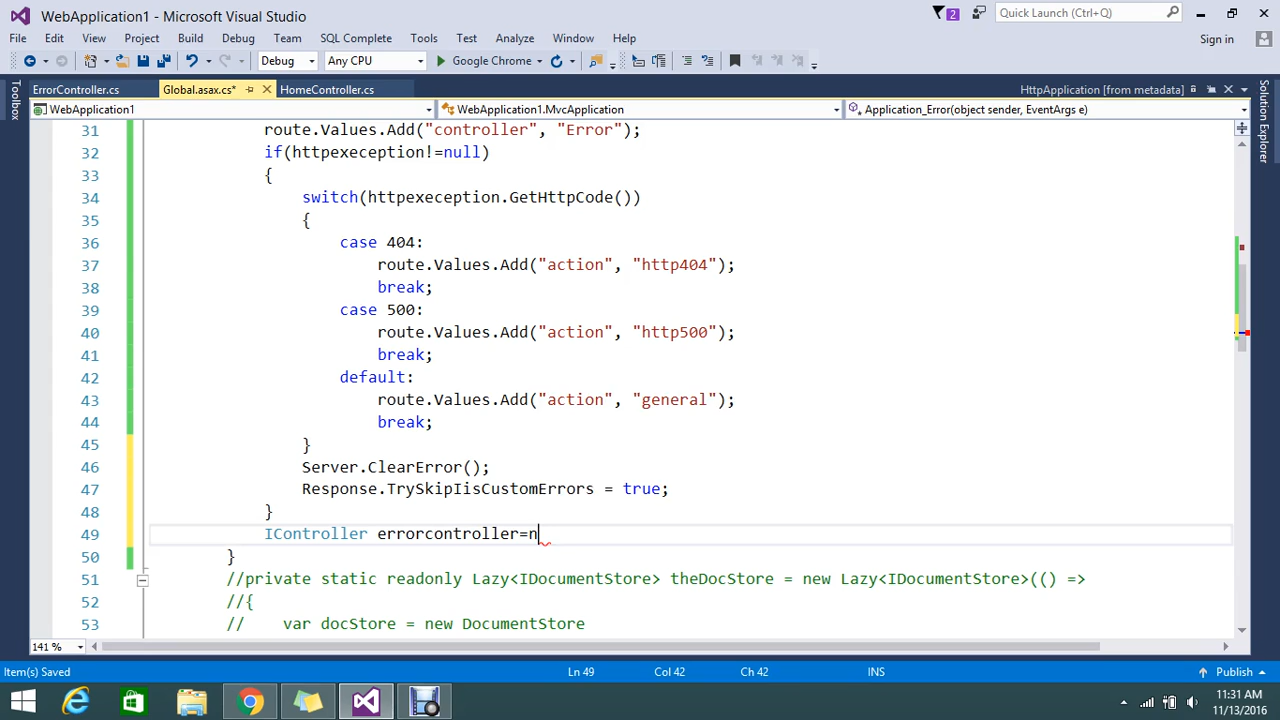 WebApplication1 - Microsoft Visual Studio
2
Quick Launch (Ctrl+Q)
File Edit View Project Build Debug Team SQL Complete Tools Test Analyze Window Help
Sign in
Debug Any CPU Google Chrome
ErrorController.cs Global.asax.cs* HomeController.cs HttpApplication [from metadata]
WebApplication1 WebApplication1.MvcApplication Application_Error(object sender, EventArgs e)
Toolbox
Solution Explorer
31 route.Values.Add("controller", "Error");
32 if(httpexeception!=null)
33 {
34 switch(httpexeception.GetHttpCode())
35 {
36 case 404:
37 route.Values.Add("action", "http404");
38 break;
39 case 500:
40 route.Values.Add("action", "http500");
41 break;
42 default:
43 route.Values.Add("action", "general");
44 break;
45 }
46 Server.ClearError();
47 Response.TrySkipIisCustomErrors = true;
48 }
49 IController errorcontroller=n
50 }
51 //private static readonly Lazy<IDocumentStore> theDocStore = new Lazy<IDocumentStore>(() =>
52 //{
53 // var docStore = new DocumentStore
141 %
Item(s) Saved Ln 49 Col 42 Ch 42 INS Publish
11:31 AM
11/13/2016